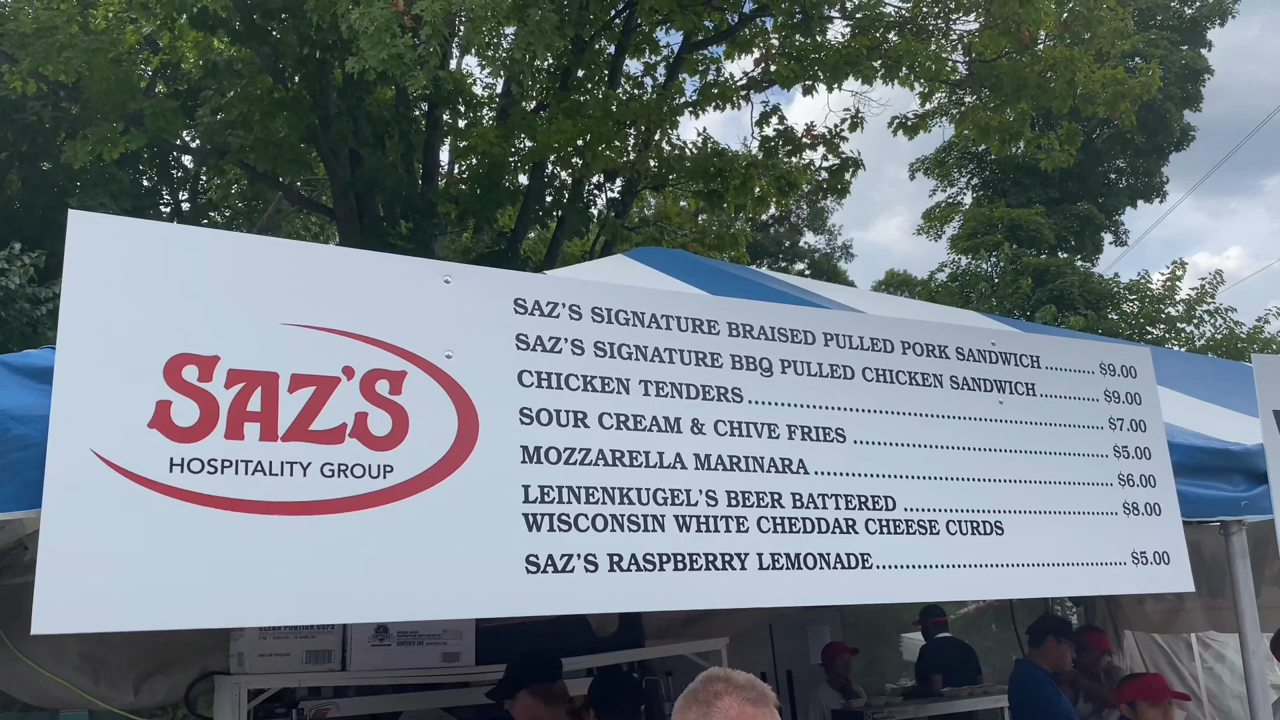 SAZ'S
HOSPITALITY GROUP
SAZ'S SIGNATURE BRAISED PULLED PORK SANDWICH .......... $9.00
SAZ'S SIGNATURE BBQ PULLED CHICKEN SANDWICH .......... $9.00
CHICKEN TENDERS .......... $7.00
SOUR CREAM & CHIVE FRIES .......... $5.00
MOZZARELLA MARINARA .......... $6.00
LEINENKUGEL'S BEER BATTERED .......... $8.00
WISCONSIN WHITE CHEDDAR CHEESE CURDS
SAZ'S RASPBERRY LEMONADE .......... $5.00